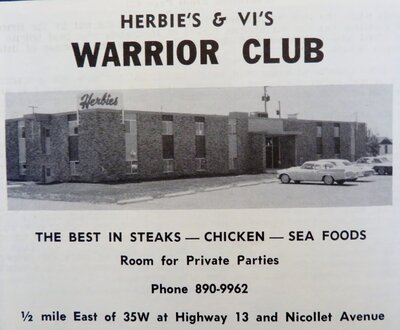 HERBIE'S & VI'S
WARRIOR CLUB
Herbies
THE BEST IN STEAKS — CHICKEN — SEA FOODS
Room for Private Parties
Phone 890-9962
½ mile East of 35W at Highway 13 and Nicollet Avenue